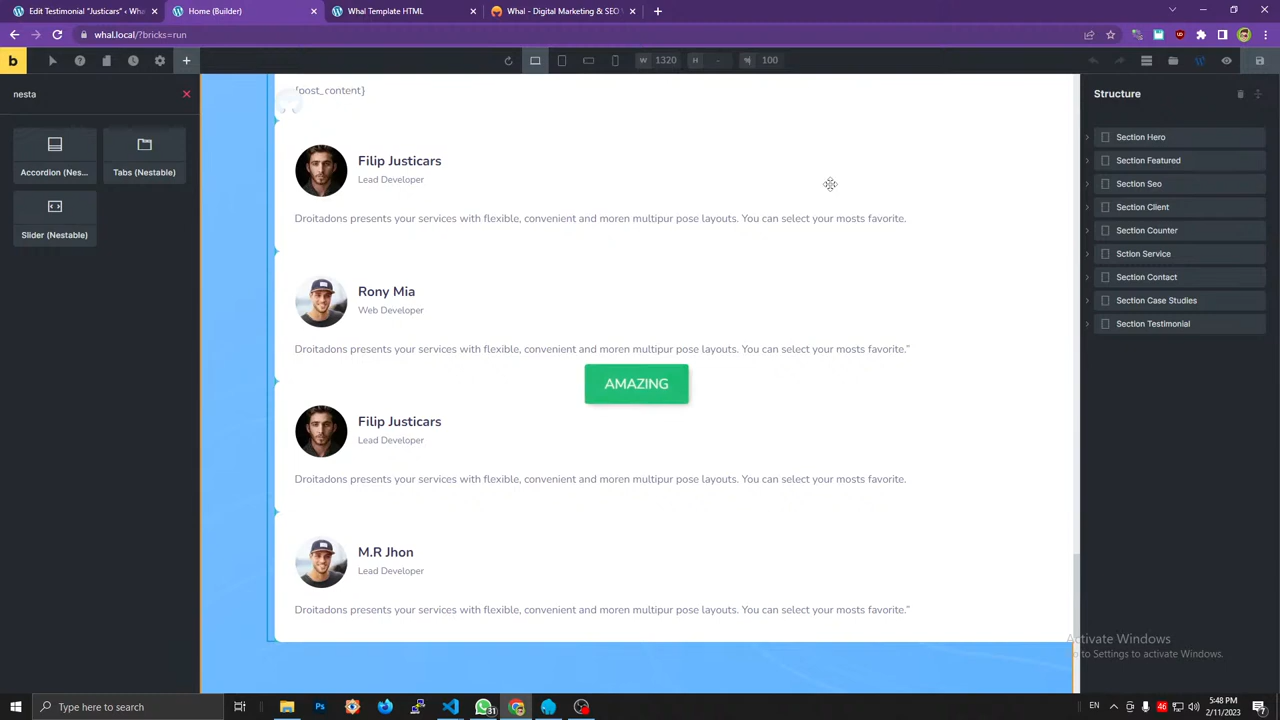 Edit Testimonial “Justicars” ‹ Wha
Home (Builder)
Whal Template HTML
Whal – Digital Marketing & SEO
whal.local/?bricks=run
b
W 1320 H - % 100
nesta
Structure
Accordion (Nes...
Tabs (Nestable)
Slider (Nestable)
{post_content}
Filip Justicars
Lead Developer
Droitadons presents your services with flexible, convenient and moren multipur pose layouts. You can select your mosts favorite.
Rony Mia
Web Developer
Droitadons presents your services with flexible, convenient and moren multipur pose layouts. You can select your mosts favorite.”
AMAZING
Filip Justicars
Lead Developer
Droitadons presents your services with flexible, convenient and moren multipur pose layouts. You can select your mosts favorite.
M.R Jhon
Lead Developer
Droitadons presents your services with flexible, convenient and moren multipur pose layouts. You can select your mosts favorite.”
Section Hero
Section Featured
Section Seo
Section Client
Section Counter
Sction Service
Section Contact
Section Case Studies
Section Testimonial
Activate Windows
o to Settings to activate Windows.
Type here to search
31
EN
46
5:48 PM
2/11/2023